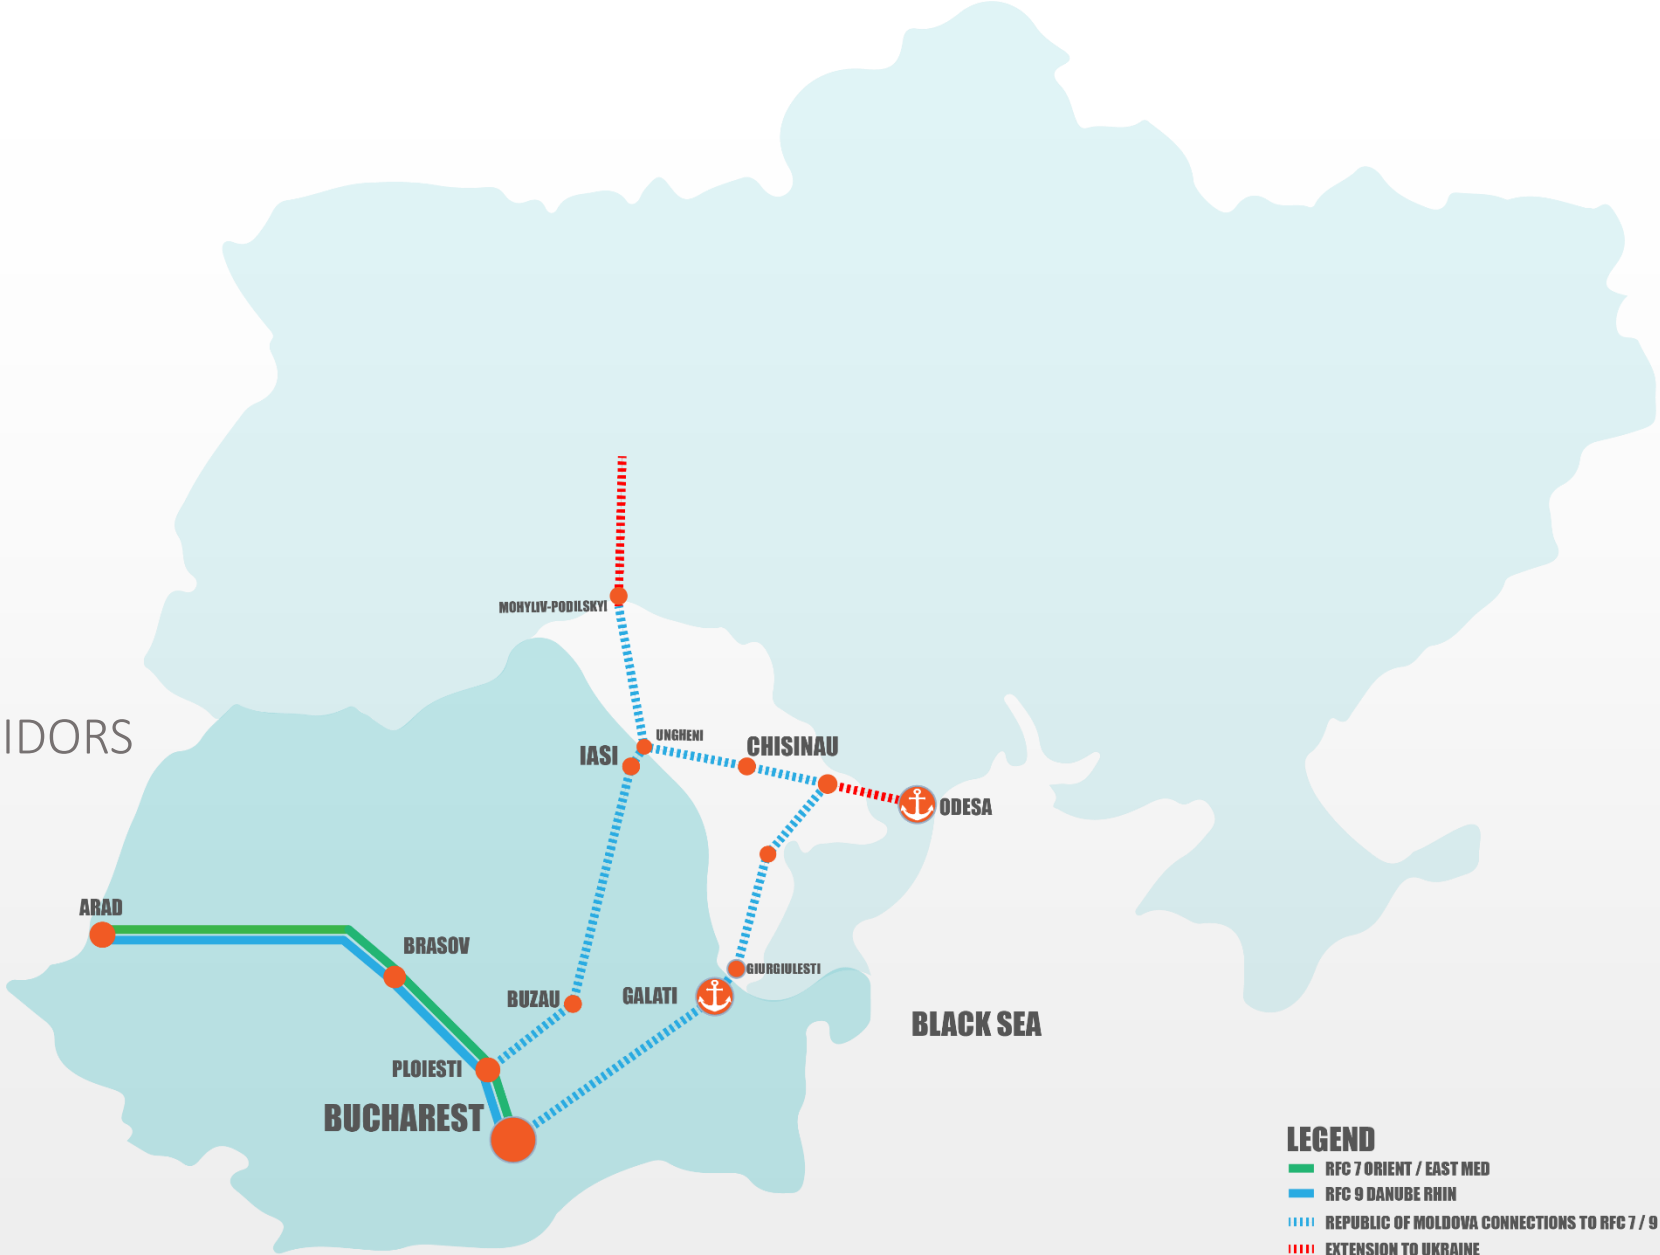 MOHYLIV-PODILSKYI
UNGHENI
IDORS
IASI
CHISINAU
ODESA
ARAD
BRASOV
GIURGIULESTI
BUZAU
GALATI
BLACK SEA
PLOIESTI
BUCHAREST
LEGEND
RFC 7 ORIENT / EAST MED
RFC 9 DANUBE RHIN
REPUBLIC OF MOLDOVA CONNECTIONS TO RFC 7 / 9
EXTENSION TO UKRAINE